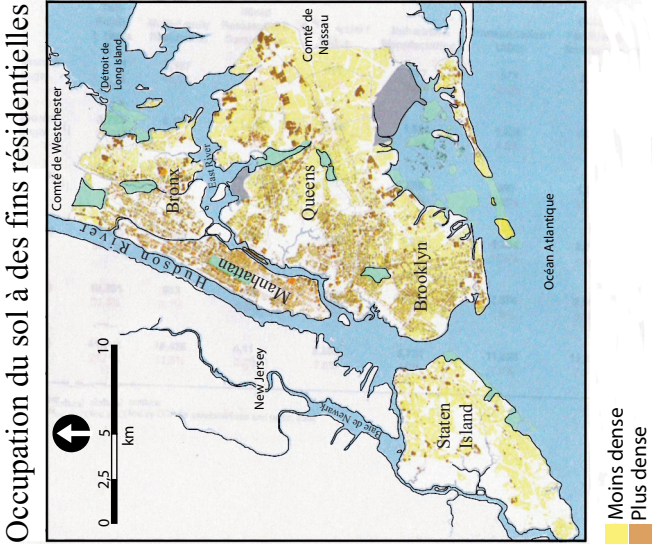 Occupation du sol à des fins résidentielles
Comté de Westchester
(Détroit de
Long Island
Comté de
Nassau
Bronx
East River
Hudson River
Manhattan
Queens
Brooklyn
Océan Atlantique
New Jersey
Baie de Newark
Staten
Island
0 2,5 5 10
km
Moins dense
Plus dense